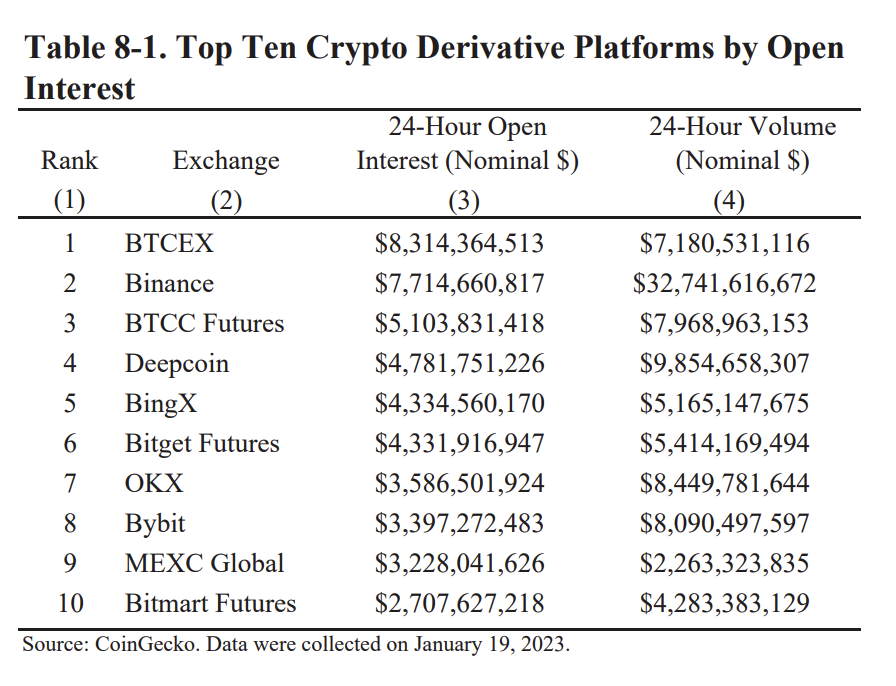 Table 8-1. Top Ten Crypto Derivative Platforms by Open
Interest
24-Hour Open 24-Hour Volume
Rank Exchange Interest (Nominal $) (Nominal $)
(1) (2) (3) (4)
1 BTCEX $8,314,364,513 $7,180,531,116
2 Binance $7,714,660,817 $32,741,616,672
3 BTCC Futures $5,103,831,418 $7,968,963,153
4 Deepcoin $4,781,751,226 $9,854,658,307
5 BingX $4,334,560,170 $5,165,147,675
6 Bitget Futures $4,331,916,947 $5,414,169,494
7 OKX $3,586,501,924 $8,449,781,644
8 Bybit $3,397,272,483 $8,090,497,597
9 MEXC Global $3,228,041,626 $2,263,323,835
10 Bitmart Futures $2,707,627,218 $4,283,383,129
Source: CoinGecko. Data were collected on January 19, 2023.